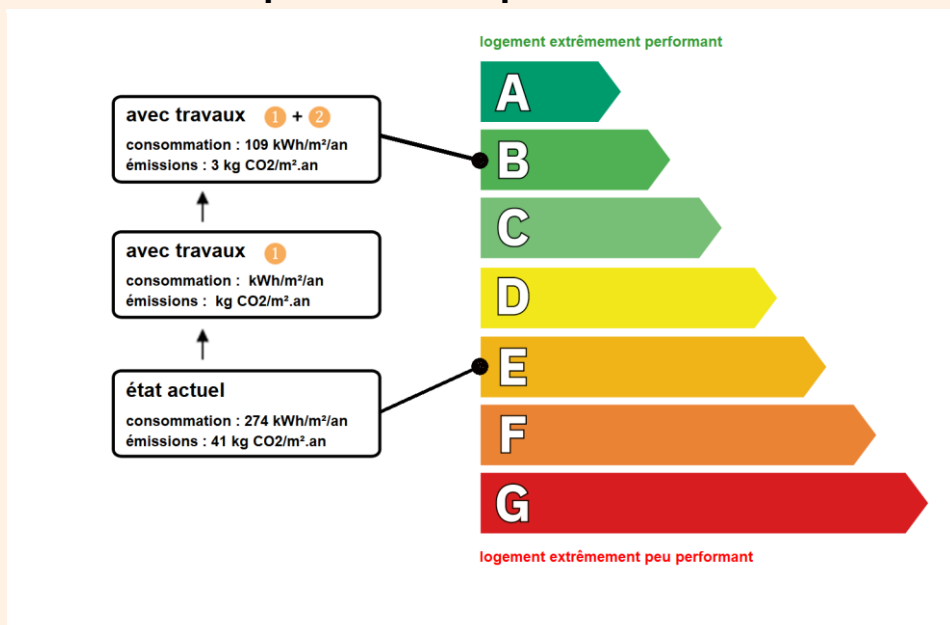 logement extrêmement performant
avec travaux 1 + 2
consommation : 109 kWh/m²/an
émissions : 3 kg CO2/m².an
avec travaux 1
consommation : kWh/m²/an
émissions : kg CO2/m².an
état actuel
consommation : 274 kWh/m²/an
émissions : 41 kg CO2/m².an
A
B
C
D
E
F
G
logement extrêmement peu performant